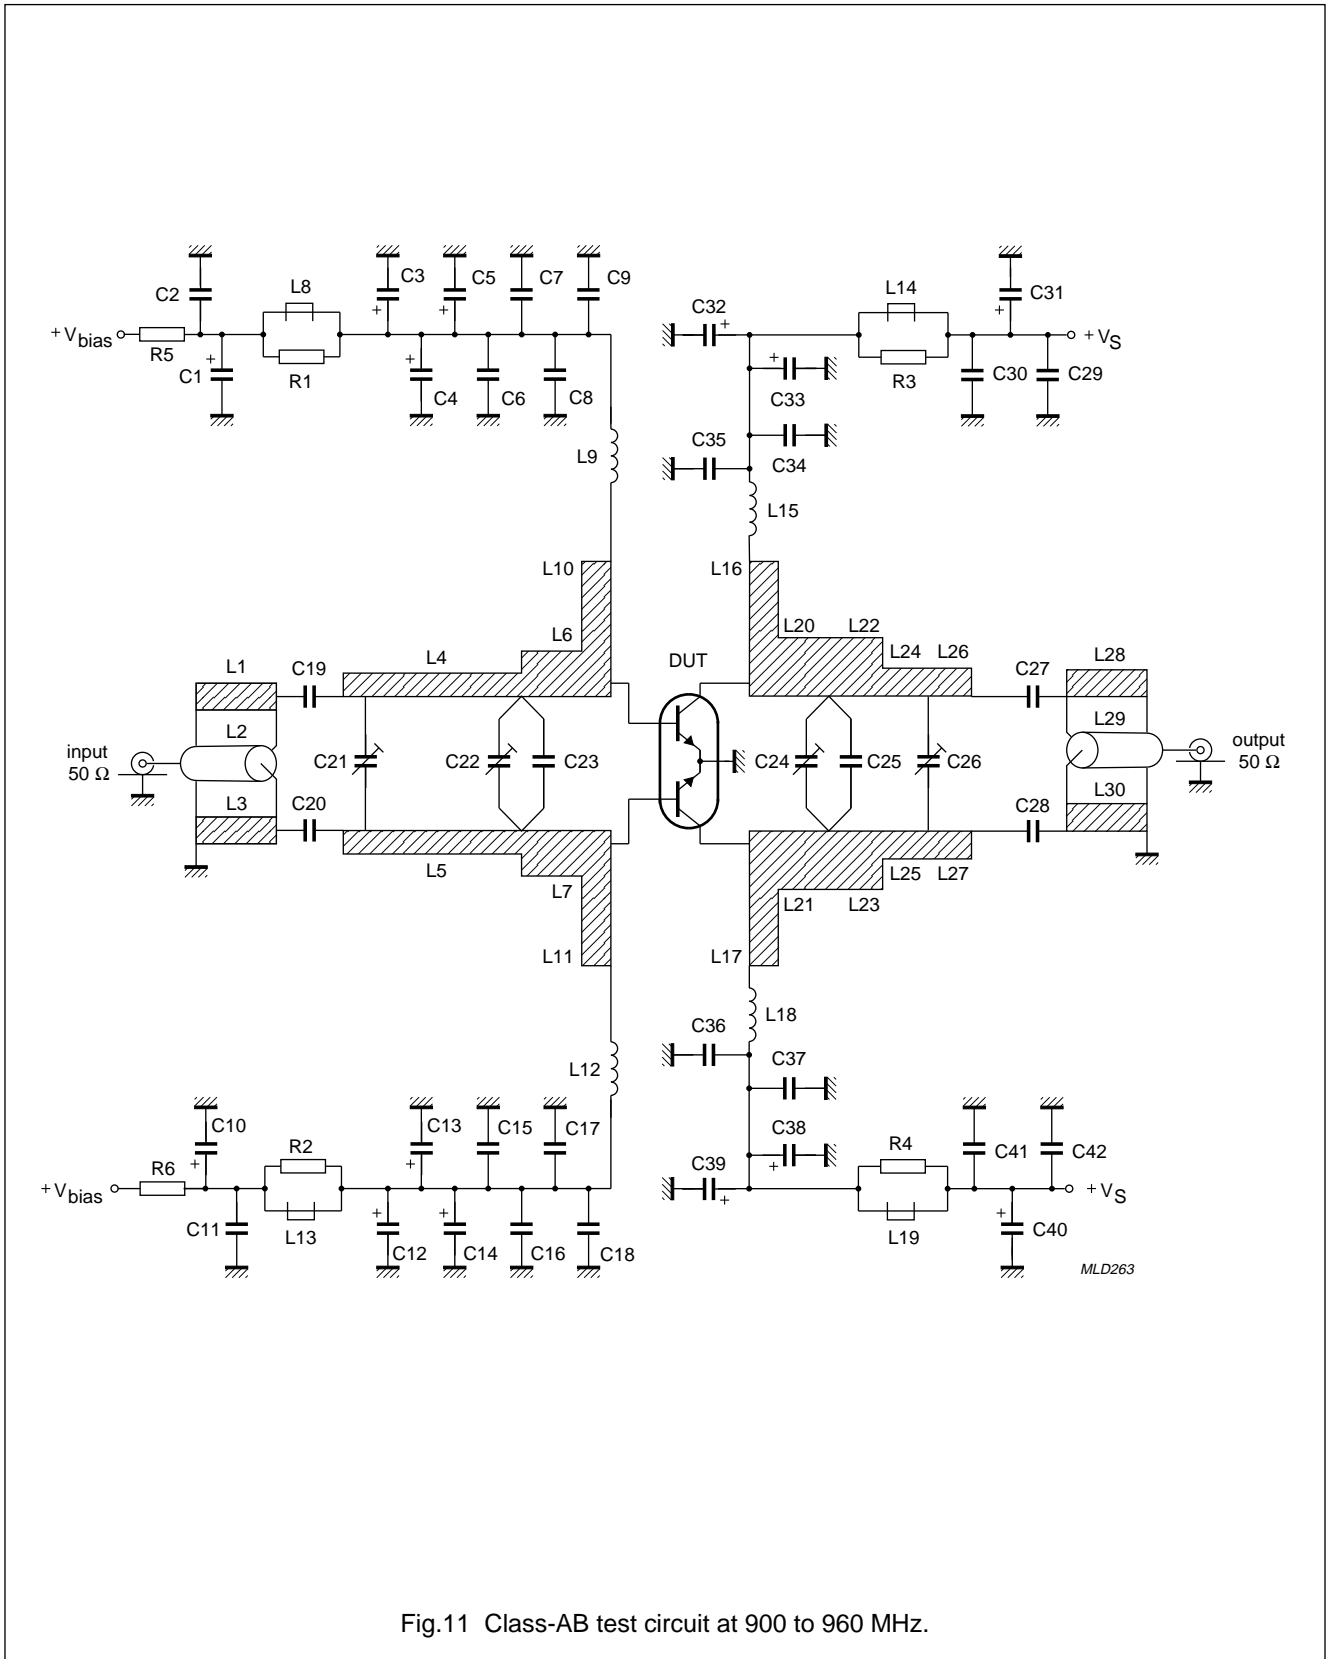 C2
L8
C3
C5
C7
C9
C32
L14
C31
+Vbias
R5
C1
R1
C4
C6
C8
C33
R3
C30
C29
+VS
C35
C34
L9
L15
L10
L16
L6
L20
L22
L4
L24
L26
L1
C19
DUT
C27
L28
L2
L29
input
50 Ω
C21
C22
C23
C24
C25
C26
output
50 Ω
L3
C20
C28
L30
L5
L25
L27
L7
L21
L23
L11
L17
C36
L18
L12
C37
C10
C13
C15
C17
C38
R2
R4
C41
C42
R6
C39
+Vbias
+VS
C11
L13
C12
C14
C16
C18
L19
C40
MLD263
Fig.11 Class-AB test circuit at 900 to 960 MHz.